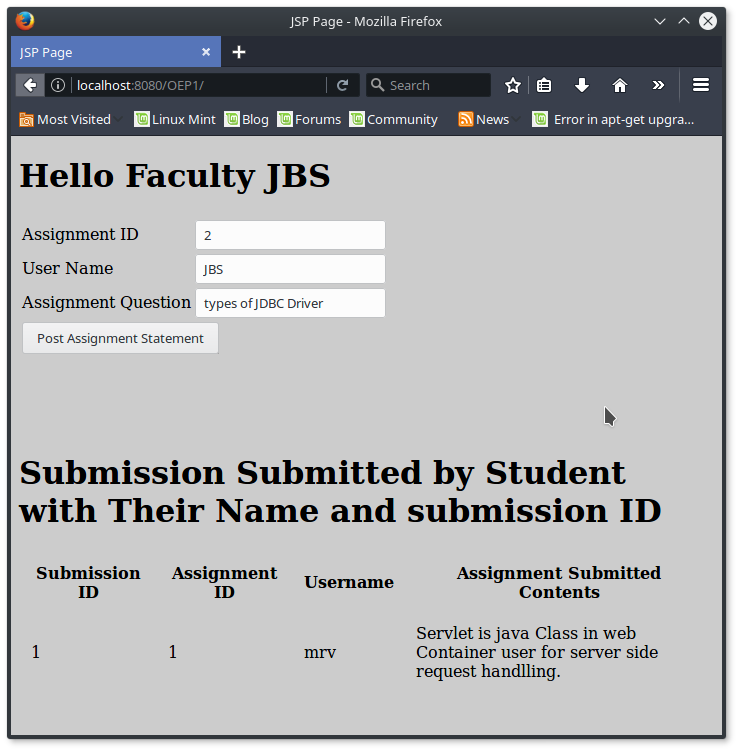 JSP Page - Mozilla Firefox
JSP Page
localhost:8080/OEP1/
Search
Most Visited Linux Mint Blog Forums Community News Error in apt-get upgra...
Hello Faculty JBS
Assignment ID 2
User Name JBS
Assignment Question types of JDBC Driver
Post Assignment Statement
Submission Submitted by Student
with Their Name and submission ID
Submission ID Assignment ID Username Assignment Submitted Contents
1 1 mrv Servlet is java Class in web
Container user for server side
request handlling.